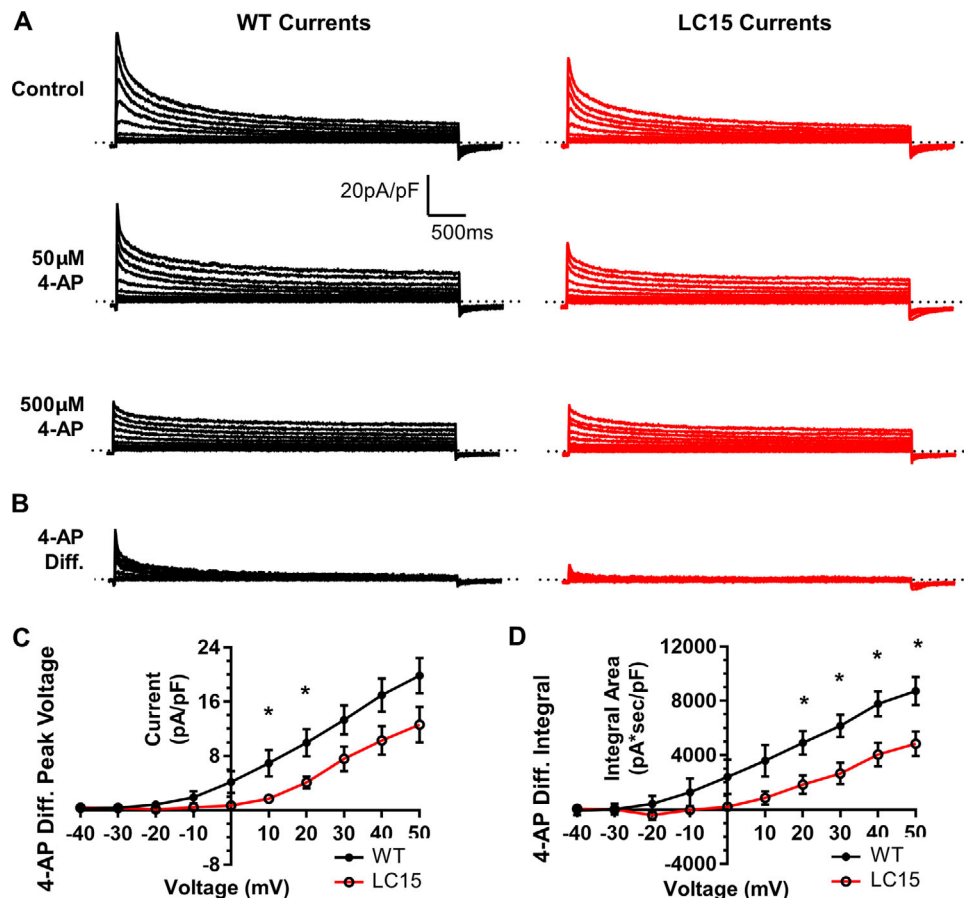 A
WT Currents
LC15 Currents
Control
20pA/pF
500ms
50µM
4-AP
500µM
4-AP
B
4-AP
Diff.
C
4-AP Diff. Peak Voltage
Current
(pA/pF)
24
16
8
-8
-40 -30 -20 -10 10 20 30 40 50
* *
Voltage (mV)
WT
LC15
D
4-AP Diff. Integral
Integral Area
(pA*sec/pF)
12000
8000
4000
-4000
-40 -30 -20 -10 10 20 30 40 50
* * * *
Voltage (mV)
WT
LC15